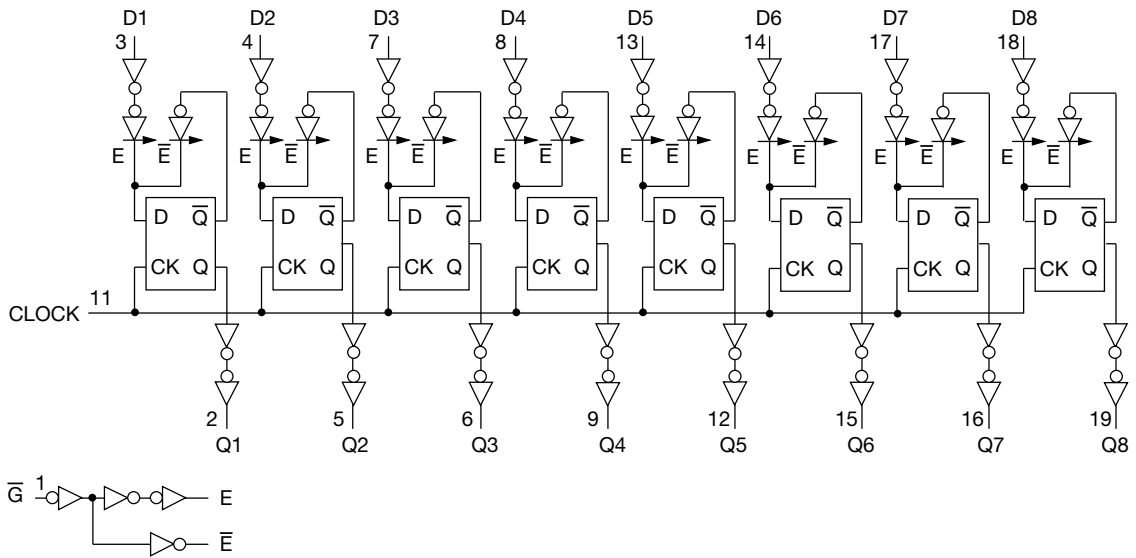 D1 D2 D3 D4 D5 D6 D7 D8
3 4 7 8 13 14 17 18
E E̅ E E̅ E E̅ E E̅ E E̅ E E̅ E E̅ E E̅
D Q̅ D Q̅ D Q̅ D Q̅ D Q̅ D Q̅ D Q̅ D Q̅
CK Q CK Q CK Q CK Q CK Q CK Q CK Q CK Q
CLOCK 11
2 5 6 9 12 15 16 19
Q1 Q2 Q3 Q4 Q5 Q6 Q7 Q8
G̅ 1 E
E̅